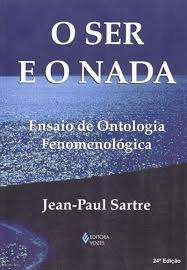 O SER
E O NADA
Ensaio de Ontologia
Fenomenológica
Jean-Paul Sartre
EDITORA
VOZES
24ª Edição